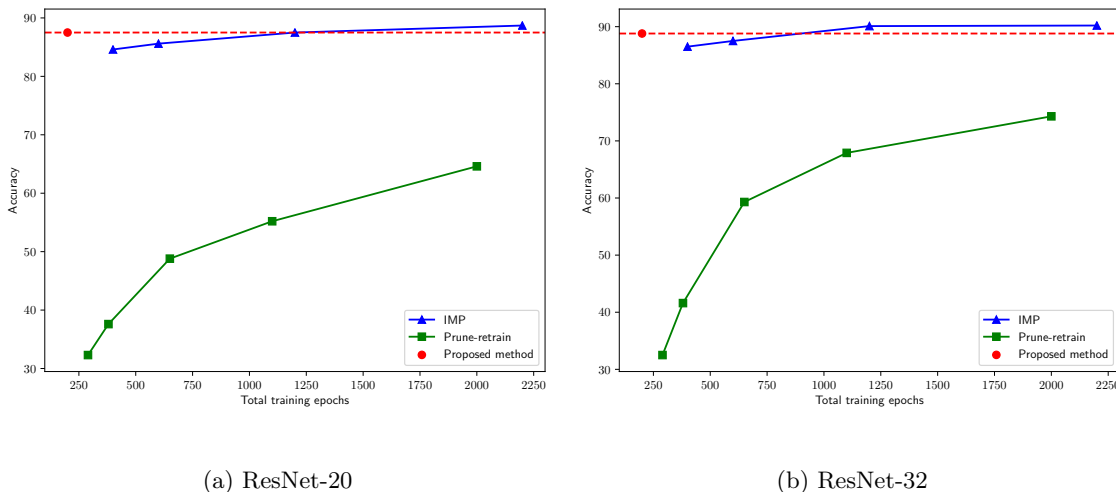 90
80
70
60
50
40
30
Accuracy
250 500 750 1000 1250 1500 1750 2000 2250
Total training epochs
IMP
Prune-retrain
Proposed method
(a) ResNet-20
90
80
70
60
50
40
30
Accuracy
250 500 750 1000 1250 1500 1750 2000 2250
Total training epochs
IMP
Prune-retrain
Proposed method
(b) ResNet-32